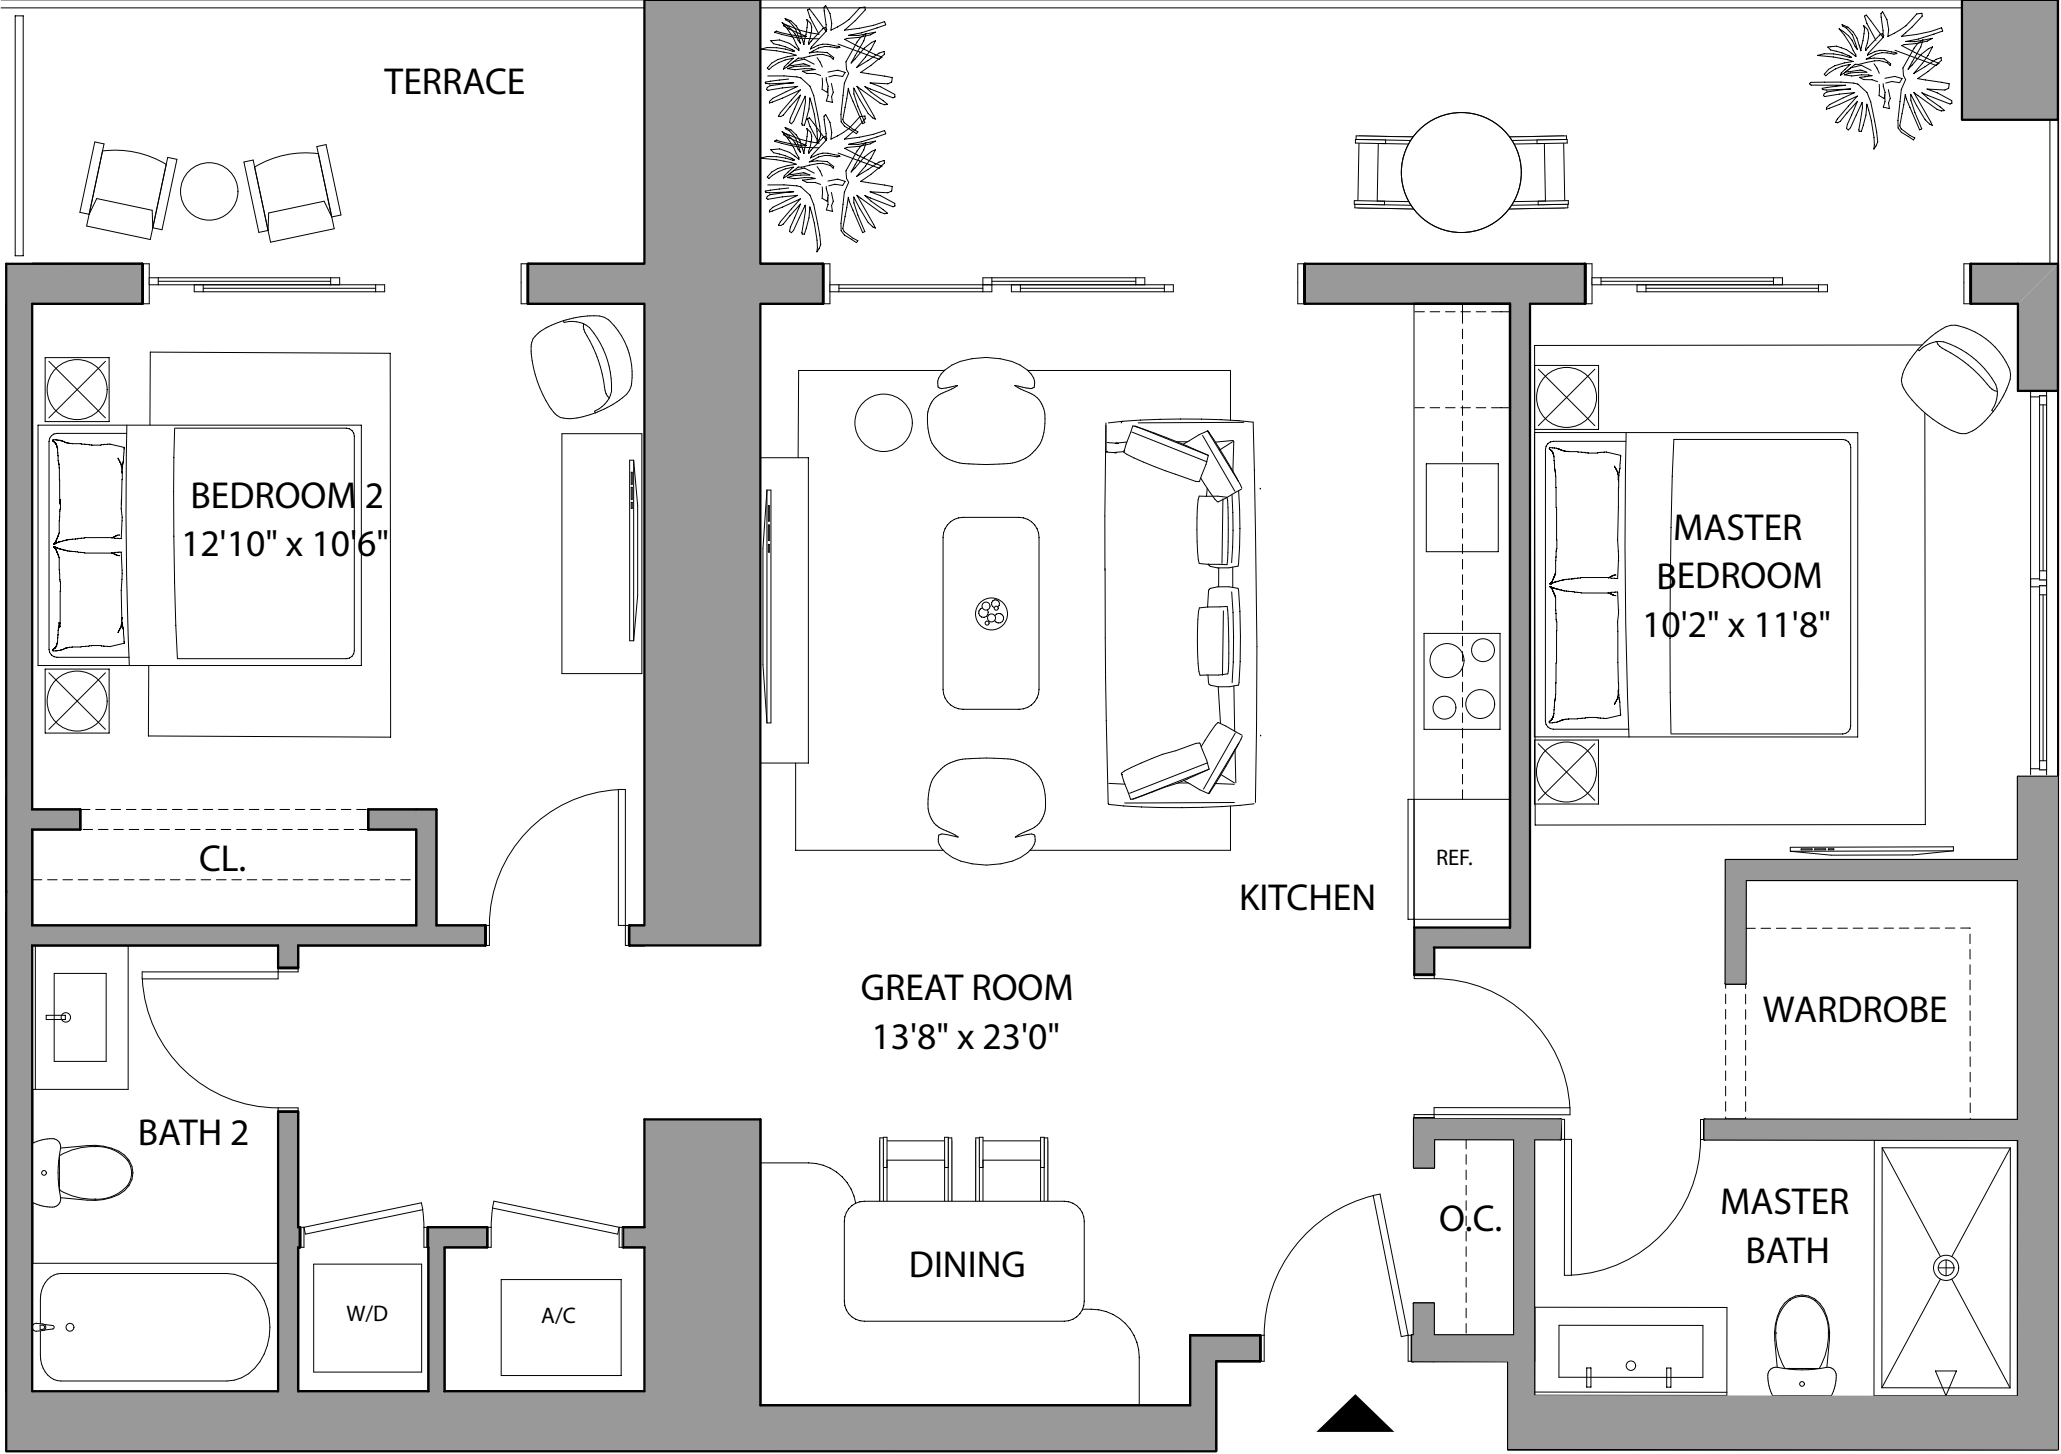 TERRACE
BEDROOM 2
12'10" x 10'6"
MASTER
BEDROOM
10'2" x 11'8"
CL.
REF.
KITCHEN
GREAT ROOM
13'8" x 23'0"
WARDROBE
BATH 2
O.C.
MASTER
BATH
DINING
W/D
A/C